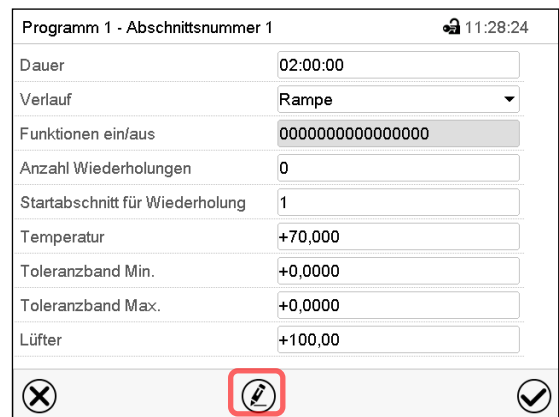 Programm 1 - Abschnittsnummer 1 11:28:24
Dauer 02:00:00
Verlauf Rampe
Funktionen ein/aus 0000000000000000
Anzahl Wiederholungen 0
Startabschnitt für Wiederholung 1
Temperatur +70,000
Toleranzband Min. +0,0000
Toleranzband Max. +0,0000
Lüfter +100,00